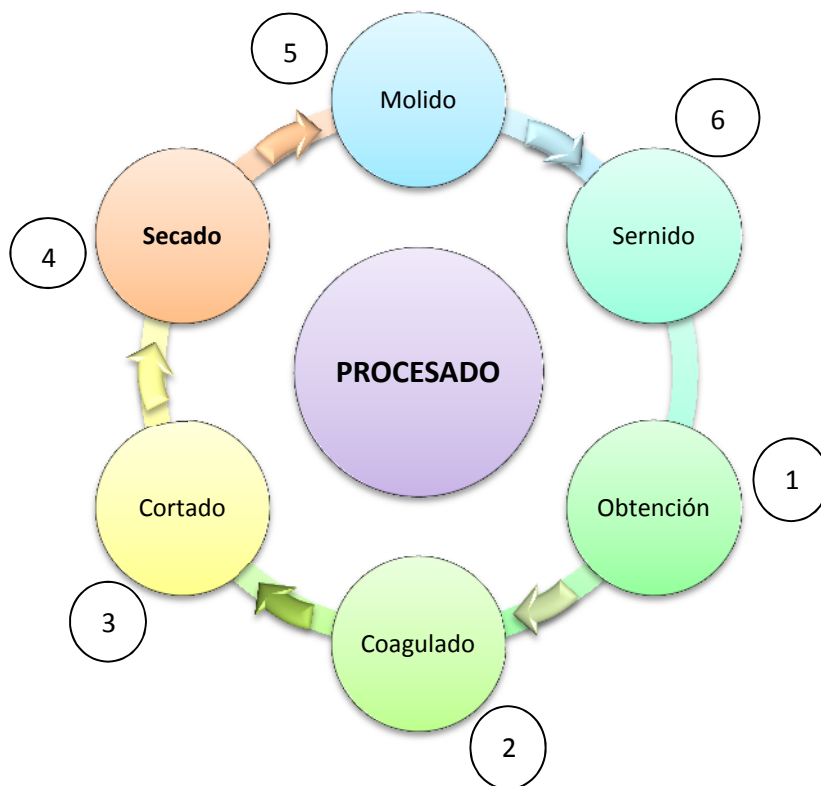 5
Molido
6
Sernido
4
Secado
PROCESADO
1
Obtención
3
Cortado
2
Coagulado